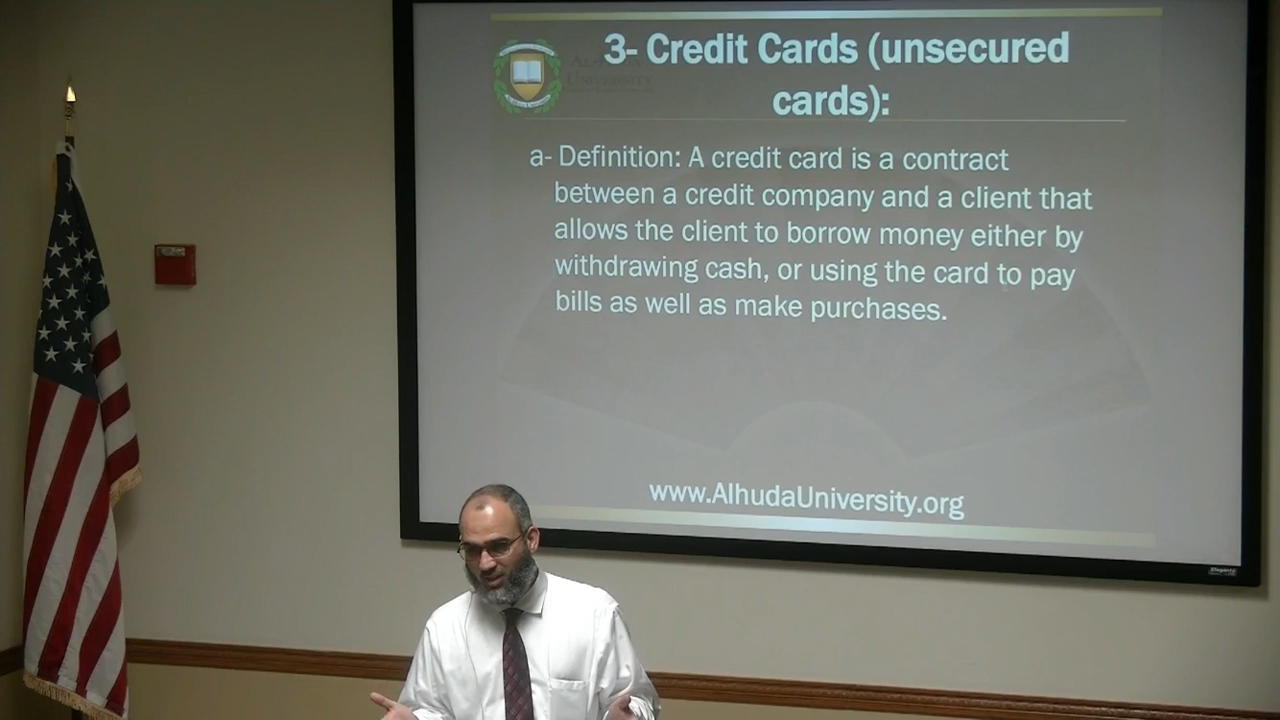 3- Credit Cards (unsecured
cards):
a- Definition: A credit card is a contract
between a credit company and a client that
allows the client to borrow money either by
withdrawing cash, or using the card to pay
bills as well as make purchases.
www.AlhudaUniversity.org